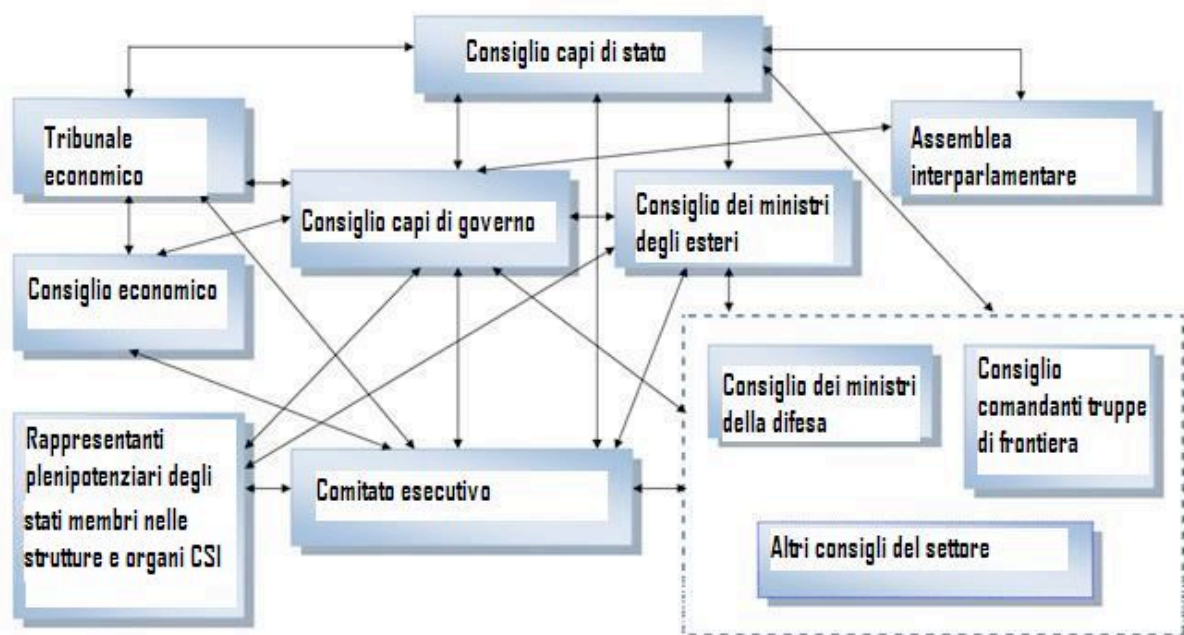 Consiglio capi di stato
Tribunale
economico
Assemblea
interparlamentare
Consiglio capi di governo
Consiglio dei ministri
degli esteri
Consiglio economico
Consiglio dei ministri
della difesa
Consiglio
comandanti truppe
di frontiera
Rappresentanti
plenipotenziari degli
stati membri nelle
strutture e organi CSI
Comitato esecutivo
Altri consigli del settore